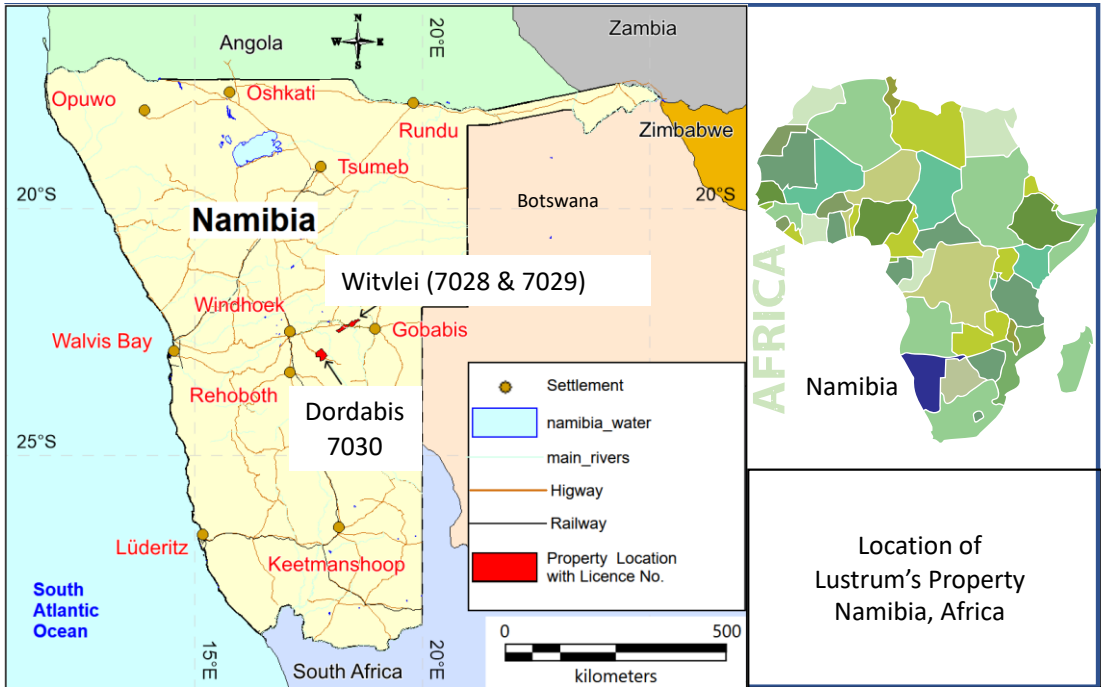 Angola
N
W E
S
20°E
Zambia
Opuwo
Oshkati
Rundu
Zimbabwe
Tsumeb
20°S
20°S
Namibia
Botswana
Witvlei (7028 & 7029)
Windhoek
Gobabis
Walvis Bay
Rehoboth
Dordabis
7030
25°S
Lüderitz
Keetmanshoop
South
Atlantic
Ocean
15°E
20°E
South Africa
Settlement
namibia_water
main_rivers
Higway
Railway
Property Location
with Licence No.
0 500
kilometers
AFRICA
Namibia
Location of
Lustrum's Property
Namibia, Africa